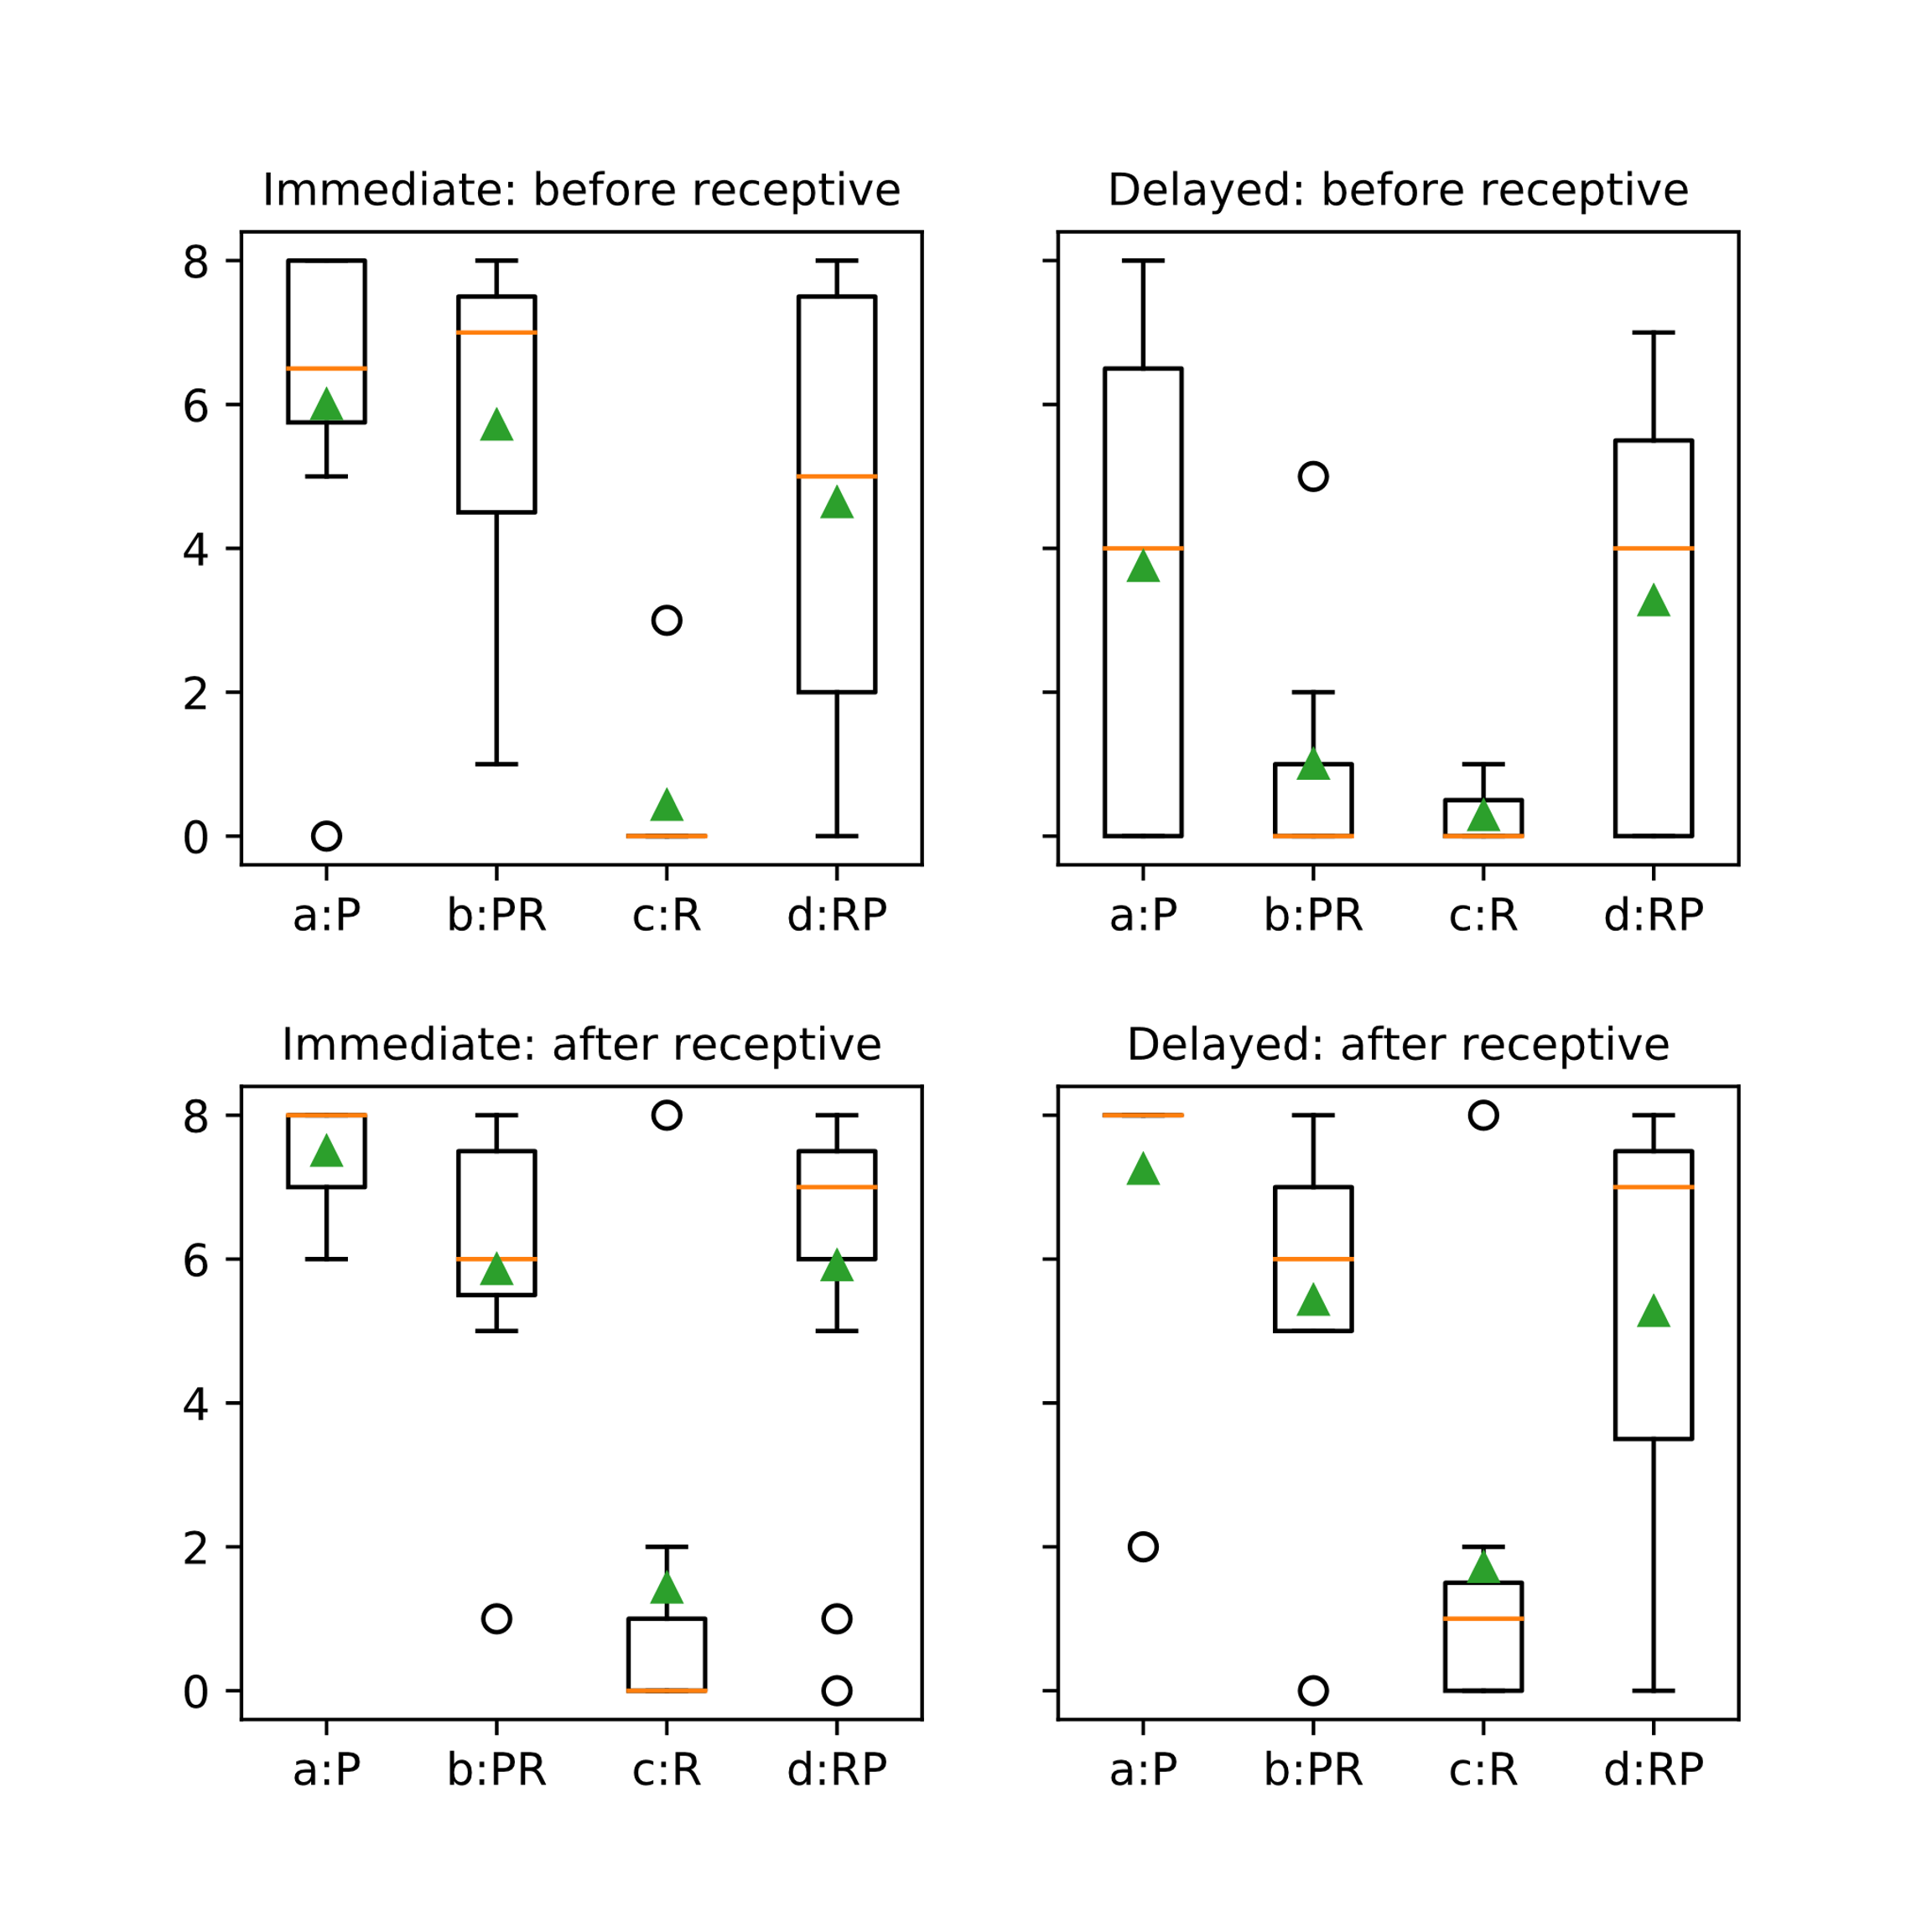 Immediate: before receptive
8
6
4
2
0
a:P b:PR c:R d:RP
Delayed: before receptive
a:P b:PR c:R d:RP
Immediate: after receptive
8
6
4
2
0
a:P b:PR c:R d:RP
Delayed: after receptive
a:P b:PR c:R d:RP